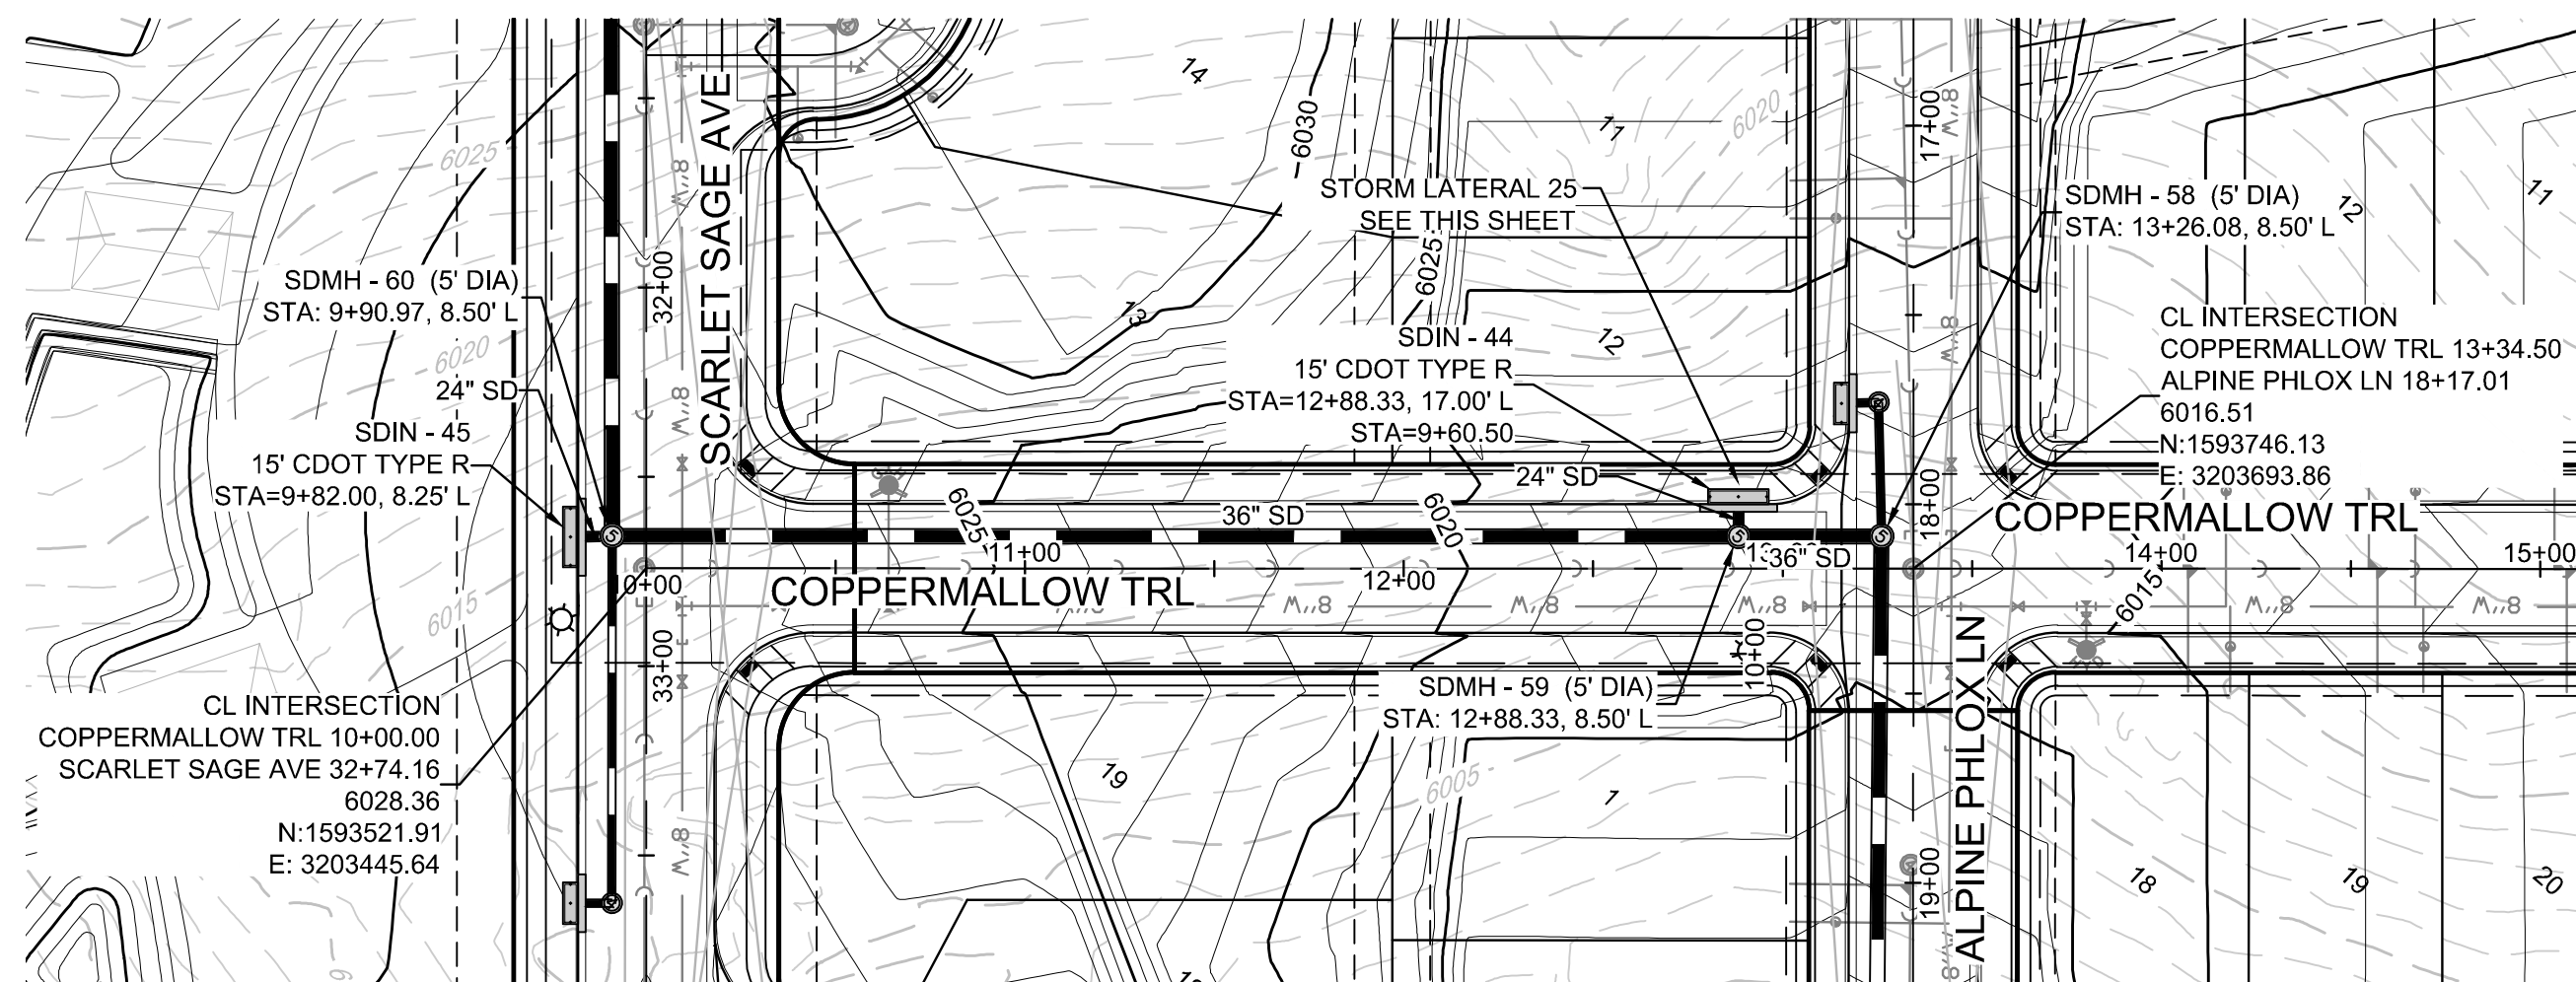 SCARLET SAGE AVE
32+00
33+00
6025
6020
6015
SDMH - 60  (5' DIA)
STA: 9+90.97, 8.50' L
24" SD
SDIN - 45
15' CDOT TYPE R
STA=9+82.00, 8.25' L
CL INTERSECTION
COPPERMALLOW TRL 10+00.00
SCARLET SAGE AVE 32+74.16
6028.36
N:1593521.91
E: 3203445.64
14
13
6030
6025
STORM LATERAL 25
SEE THIS SHEET
SDIN - 44
15' CDOT TYPE R
STA=12+88.33, 17.00' L
STA=9+60.50
24" SD
11
12
6020
17+00
18+00
19+00
SDMH - 58  (5' DIA)
STA: 13+26.08, 8.50' L
12
11
CL INTERSECTION
COPPERMALLOW TRL 13+34.50
ALPINE PHLOX LN 18+17.01
6016.51
N:1593746.13
E: 3203693.86
COPPERMALLOW TRL
14+00
15+00
6015
36" SD
6025
6020
11+00
12+00
36" SD
0+00
COPPERMALLOW TRL
8"W
8"W
8"W
8"W
8"W
8"W
8"W
8"W
8"W
8"W
10+00
SDMH - 59  (5' DIA)
STA: 12+88.33, 8.50' L
ALPINE PHLOX LN
19
6005
1
18
19
20